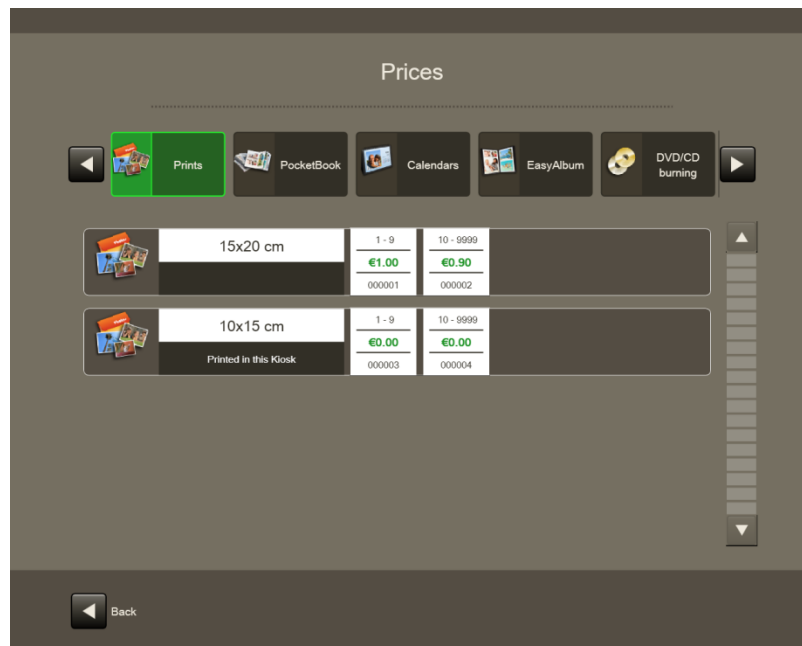 Prices
Prints
PocketBook
Calendars
EasyAlbum
DVD/CD
burning
15x20 cm
1 - 9
10 - 9999
€1.00
€0.90
000001
000002
10x15 cm
Printed in this Kiosk
1 - 9
10 - 9999
€0.00
€0.00
000003
000004
Back